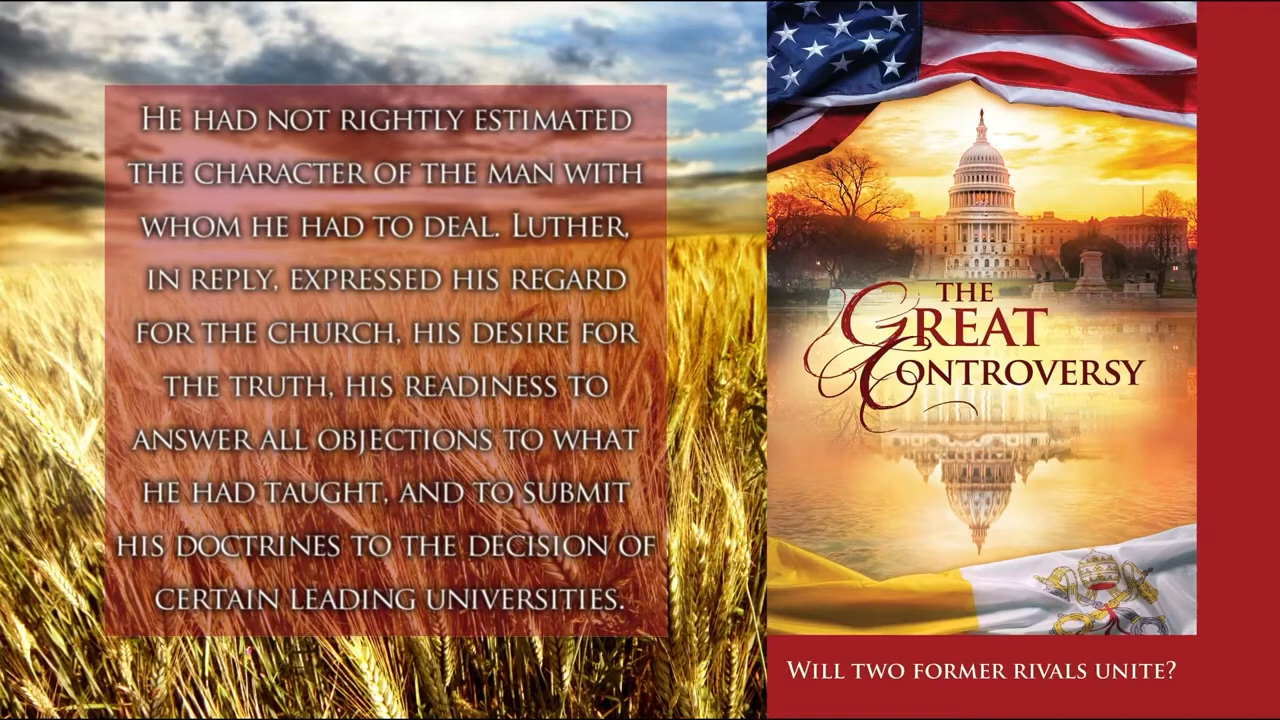 He had not rightly estimated
the character of the man with
whom he had to deal. Luther,
in reply, expressed his regard
for the church, his desire for
the truth, his readiness to
answer all objections to what
he had taught, and to submit
his doctrines to the decision of
certain leading universities.
The
Great
Controversy
Will two former rivals unite?